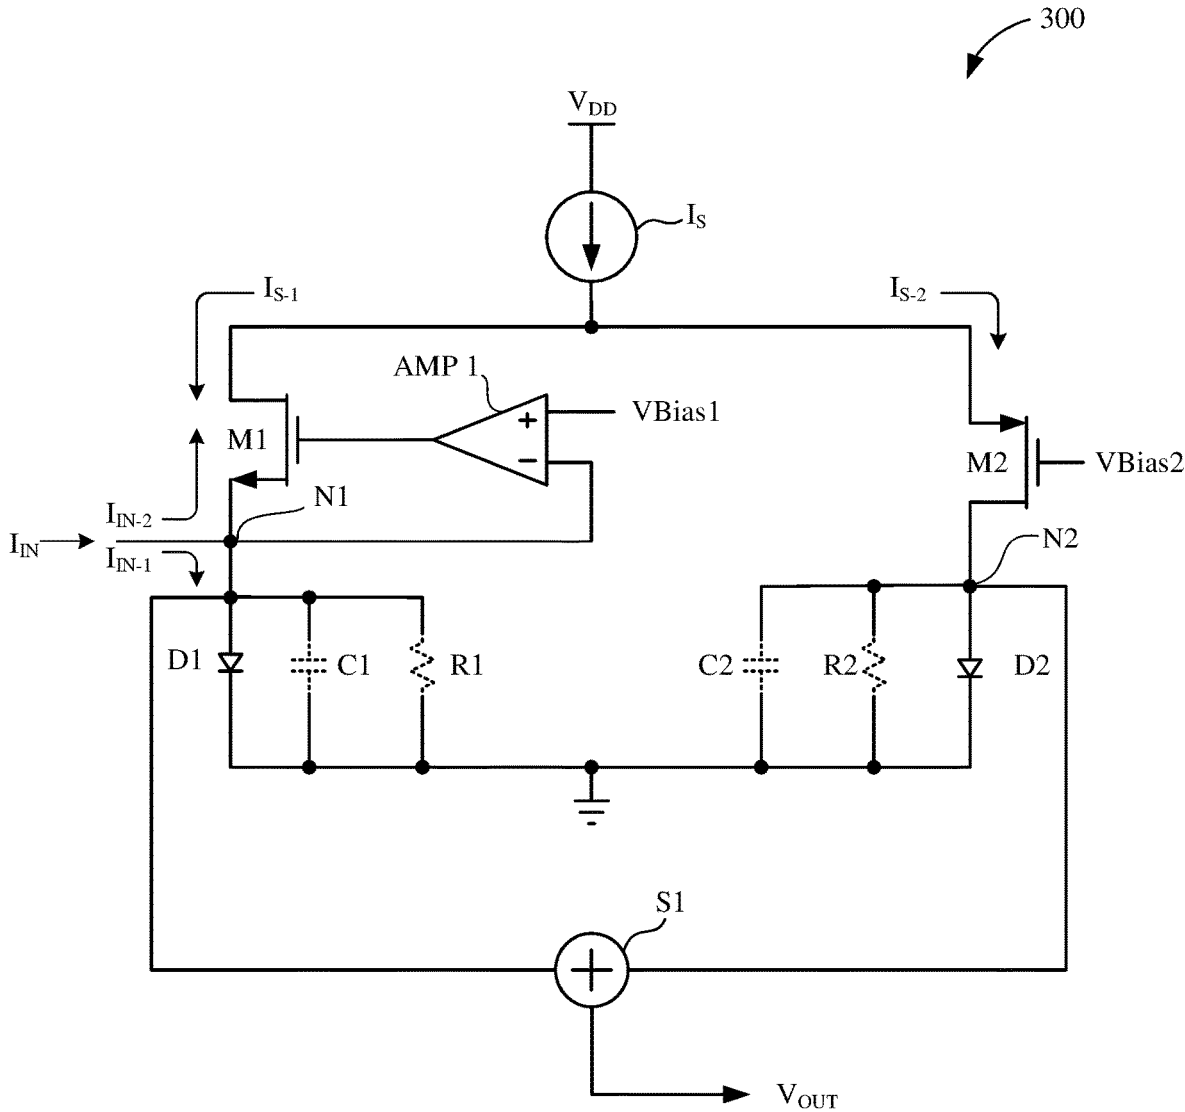 300
V_DD
I_S
I_S-1
I_S-2
AMP 1
+
VBias1
−
M1
M2
VBias2
N1
I_IN-2
I_IN
I_IN-1
N2
D1
C1
R1
C2
R2
D2
S1
+
V_OUT